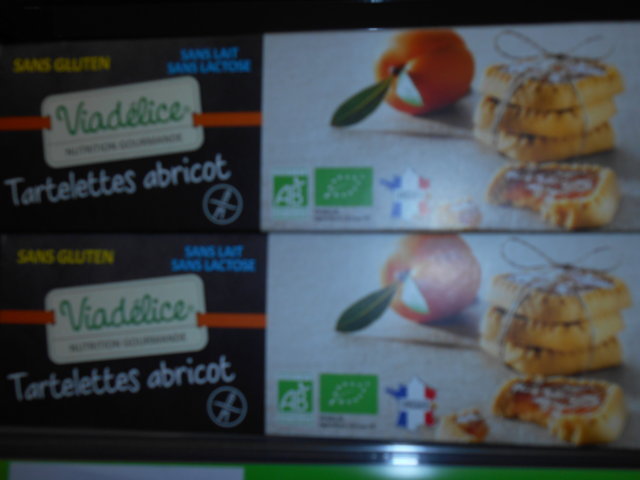 SANS GLUTEN
SANS LAIT
SANS LACTOSE
Viadélice
NUTRITION GOURMANDE
Tartelettes abricot
AB
SANS GLUTEN
SANS LAIT
SANS LACTOSE
Viadélice
NUTRITION GOURMANDE
Tartelettes abricot
AB